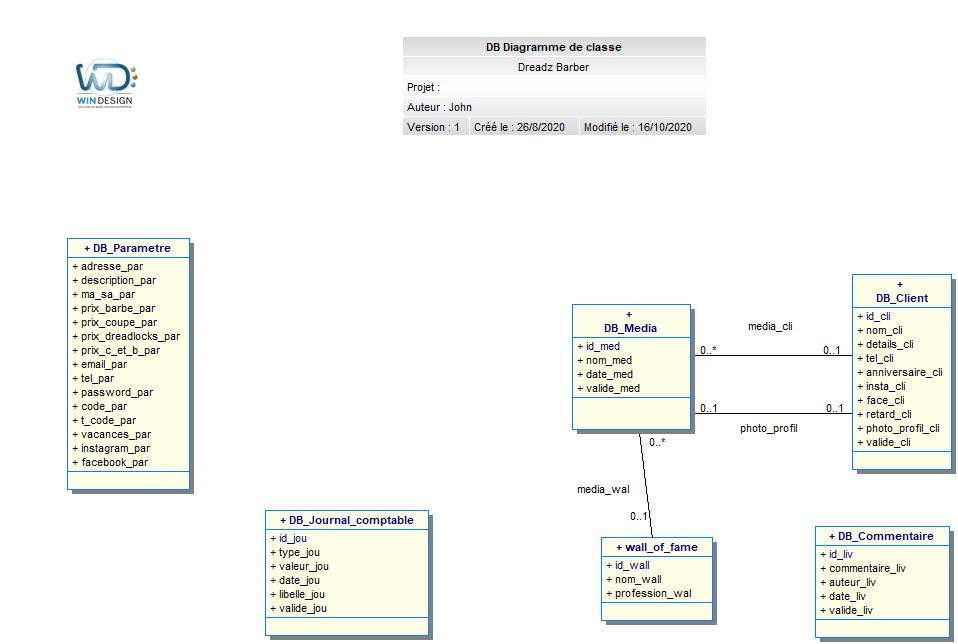 DB Diagramme de classe
Dreadz Barber
Projet :
Auteur : John
Version : 1 Créé le : 26/8/2020 Modifié le : 16/10/2020
WD:
WINDESIGN
+ DB_Parametre
+ adresse_par
+ description_par
+ ma_sa_par
+ prix_barbe_par
+ prix_coupe_par
+ prix_dreadlocks_par
+ prix_c_et_b_par
+ email_par
+ tel_par
+ password_par
+ code_par
+ t_code_par
+ vacances_par
+ instagram_par
+ facebook_par
+
DB_Media
+ id_med
+ nom_med
+ date_med
+ valide_med
media_cli
0..* 0..1
0..1 0..1
photo_profil
+
DB_Client
+ id_cli
+ nom_cli
+ details_cli
+ tel_cli
+ anniversaire_cli
+ insta_cli
+ face_cli
+ retard_cli
+ photo_profil_cli
+ valide_cli
0..*
media_wal
0..1
+ DB_Journal_comptable
+ id_jou
+ type_jou
+ valeur_jou
+ date_jou
+ libelle_jou
+ valide_jou
+ wall_of_fame
+ id_wall
+ nom_wall
+ profession_wal
+ DB_Commentaire
+ id_liv
+ commentaire_liv
+ auteur_liv
+ date_liv
+ valide_liv